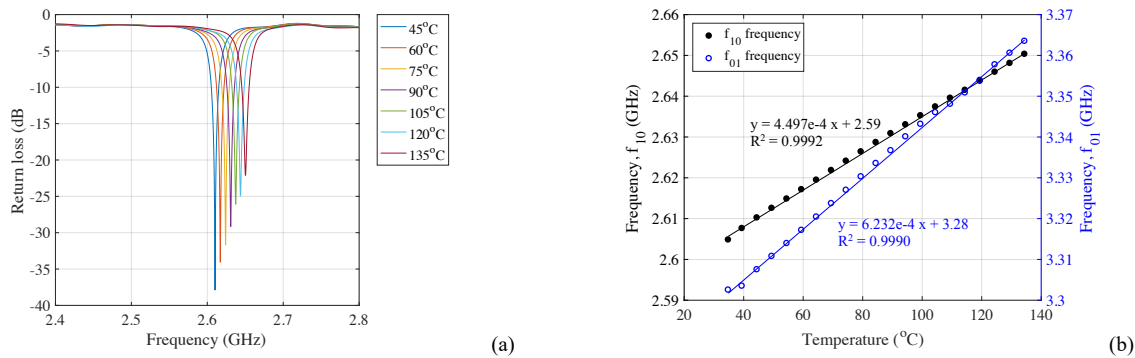 0
-5
-10
-15
-20
-25
-30
-35
-40
Return loss (dB)
2.4 2.5 2.6 2.7 2.8
Frequency (GHz)
45°C
60°C
75°C
90°C
105°C
120°C
135°C
(a)
2.66
2.65
2.64
2.63
2.62
2.61
2.6
2.59
Frequency, f₁₀ (GHz)
f₁₀ frequency
f₀₁ frequency
y = 4.497e-4 x + 2.59
R² = 0.9992
y = 6.232e-4 x + 3.28
R² = 0.9990
20 40 60 80 100 120 140
Temperature (°C)
3.37
3.36
3.35
3.34
3.33
3.32
3.31
3.3
Frequency, f₀₁ (GHz)
(b)